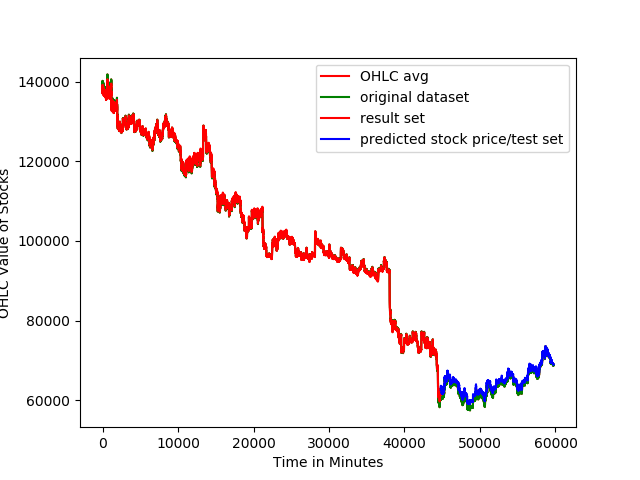 OHLC avg
original dataset
result set
predicted stock price/test set
140000
120000
100000
80000
60000
OHLC Value of Stocks
0
10000
20000
30000
40000
50000
60000
Time in Minutes